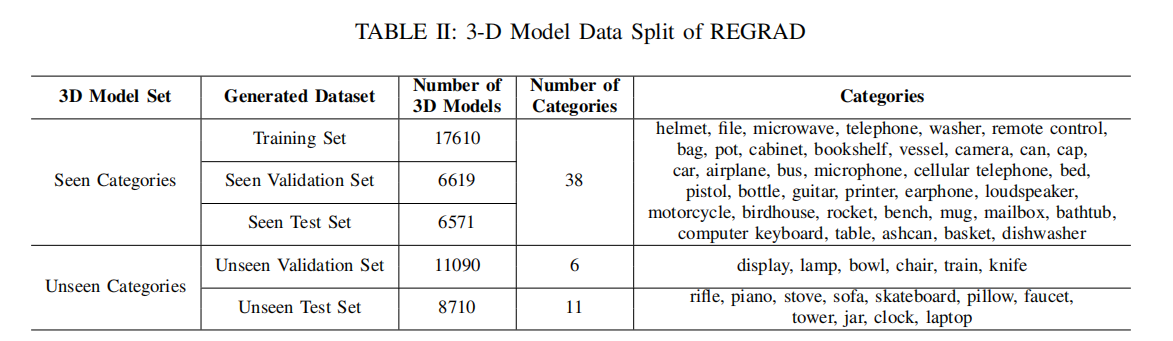 TABLE II: 3-D Model Data Split of REGRAD
3D Model Set Generated Dataset Number of 3D Models Number of Categories Categories
Seen Categories
Training Set 17610
Seen Validation Set 6619
Seen Test Set 6571
38
helmet, file, microwave, telephone, washer, remote control,
bag, pot, cabinet, bookshelf, vessel, camera, can, cap,
car, airplane, bus, microphone, cellular telephone, bed,
pistol, bottle, guitar, printer, earphone, loudspeaker,
motorcycle, birdhouse, rocket, bench, mug, mailbox, bathtub,
computer keyboard, table, ashcan, basket, dishwasher
Unseen Categories
Unseen Validation Set 11090 6 display, lamp, bowl, chair, train, knife
Unseen Test Set 8710 11 rifle, piano, stove, sofa, skateboard, pillow, faucet,
tower, jar, clock, laptop